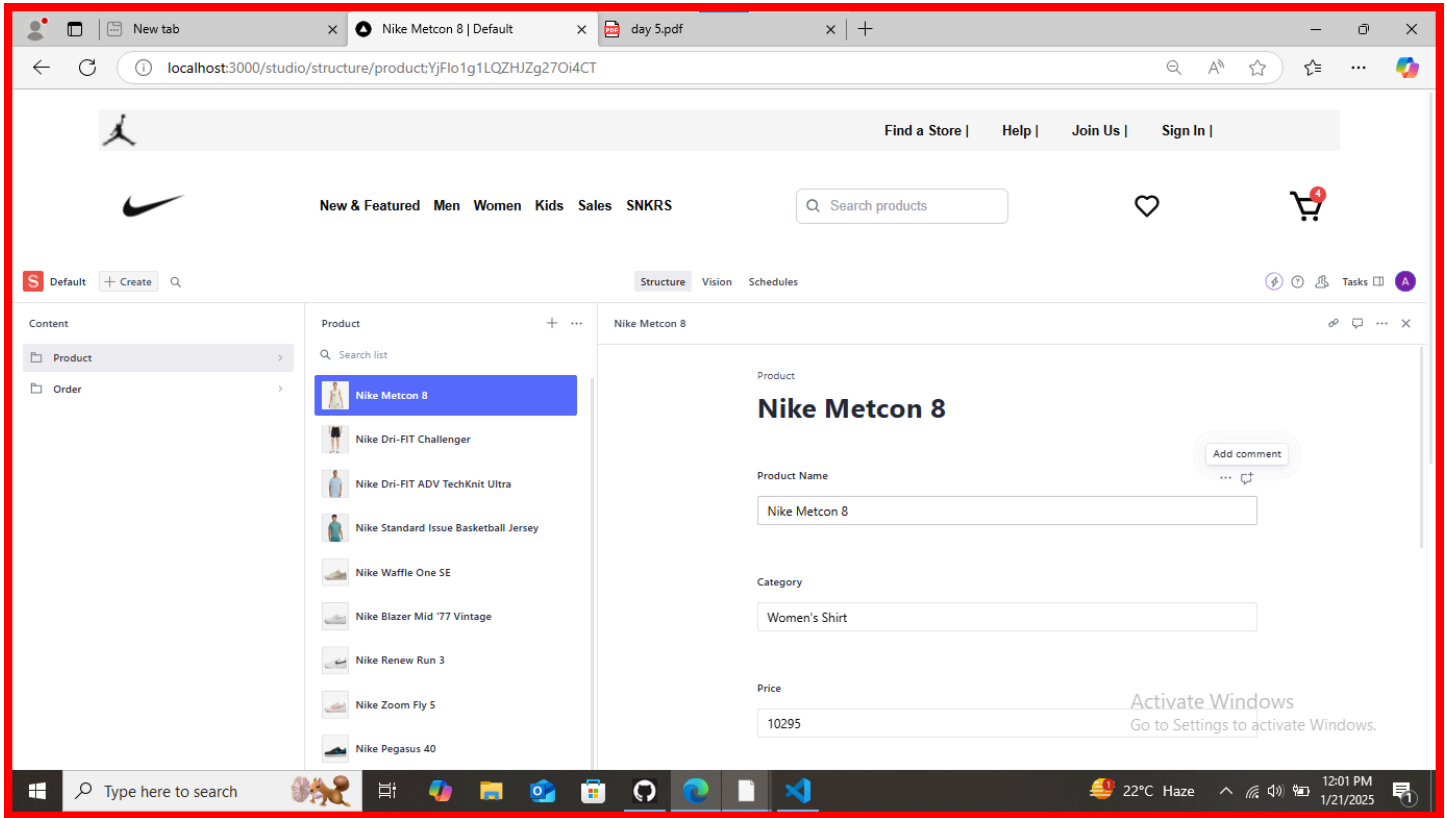 New tab
Nike Metcon 8 | Default
day 5.pdf
localhost:3000/studio/structure/product;YjFIo1g1LQZHJZg27Oi4CT
Find a Store | Help | Join Us | Sign In |
New & Featured Men Women Kids Sales SNKRS
Search products
4
S Default + Create
Structure Vision Schedules
Tasks
A
Content
Product
Order
Product
Search list
Nike Metcon 8
Nike Dri-FIT Challenger
Nike Dri-FIT ADV TechKnit Ultra
Nike Standard Issue Basketball Jersey
Nike Waffle One SE
Nike Blazer Mid '77 Vintage
Nike Renew Run 3
Nike Zoom Fly 5
Nike Pegasus 40
Nike Metcon 8
Product
Nike Metcon 8
Add comment
Product Name
Nike Metcon 8
Category
Women's Shirt
Price
10295
Activate Windows
Go to Settings to activate Windows.
Type here to search
1
22°C Haze
12:01 PM
1/21/2025
1